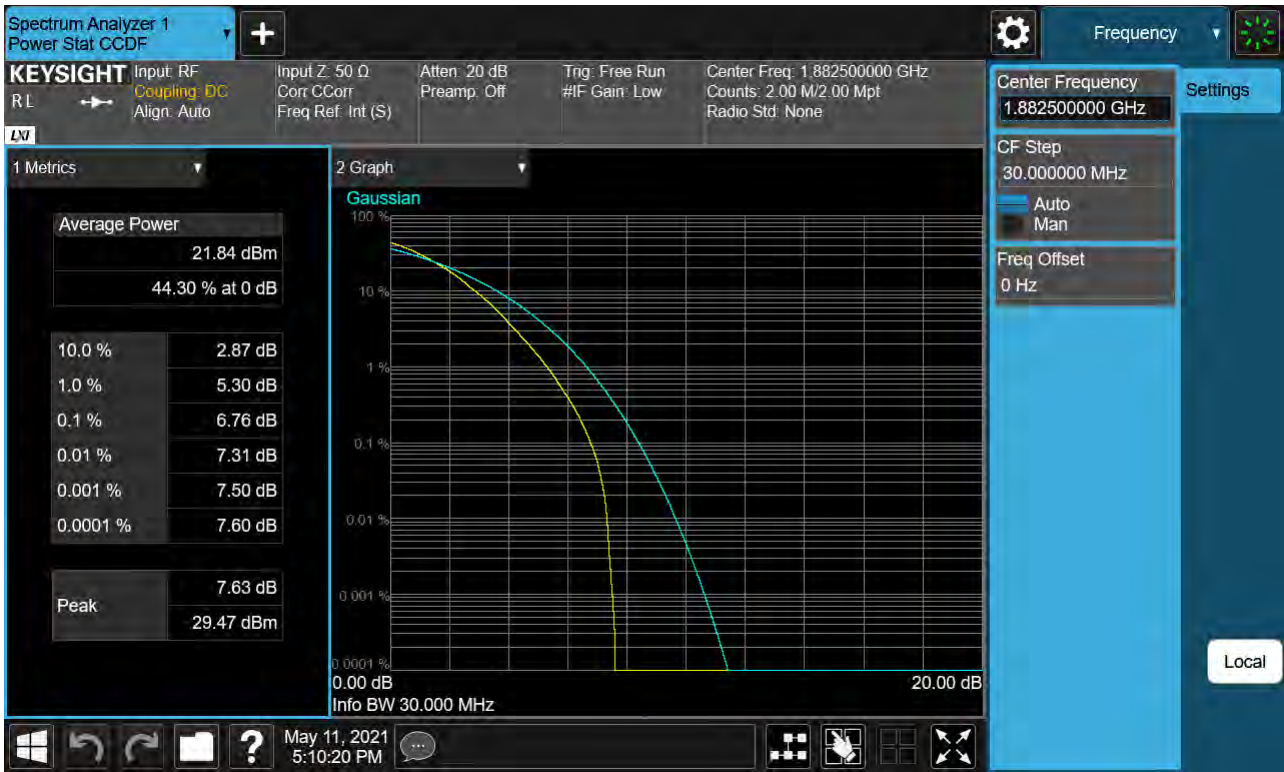 Spectrum Analyzer 1
Power Stat CCDF
Frequency
KEYSIGHT
RL
LXI
Input: RF
Coupling: DC
Align: Auto
Input Z: 50 Ω
Corr CCorr
Freq Ref: Int (S)
Atten: 20 dB
Preamp: Off
Trig: Free Run
#IF Gain: Low
Center Freq: 1.882500000 GHz
Counts: 2.00 M/2.00 Mpt
Radio Std: None
Center Frequency
1.882500000 GHz
Settings
CF Step
30.000000 MHz
Auto
Man
Freq Offset
0 Hz
Local
1 Metrics
Average Power
21.84 dBm
44.30 % at 0 dB
10.0 % 2.87 dB
1.0 % 5.30 dB
0.1 % 6.76 dB
0.01 % 7.31 dB
0.001 % 7.50 dB
0.0001 % 7.60 dB
Peak
7.63 dB
29.47 dBm
2 Graph
Gaussian
100 %
10 %
1 %
0.1 %
0.01 %
0.001 %
0.0001 %
0.00 dB
20.00 dB
Info BW 30.000 MHz
?
May 11, 2021
5:10:20 PM